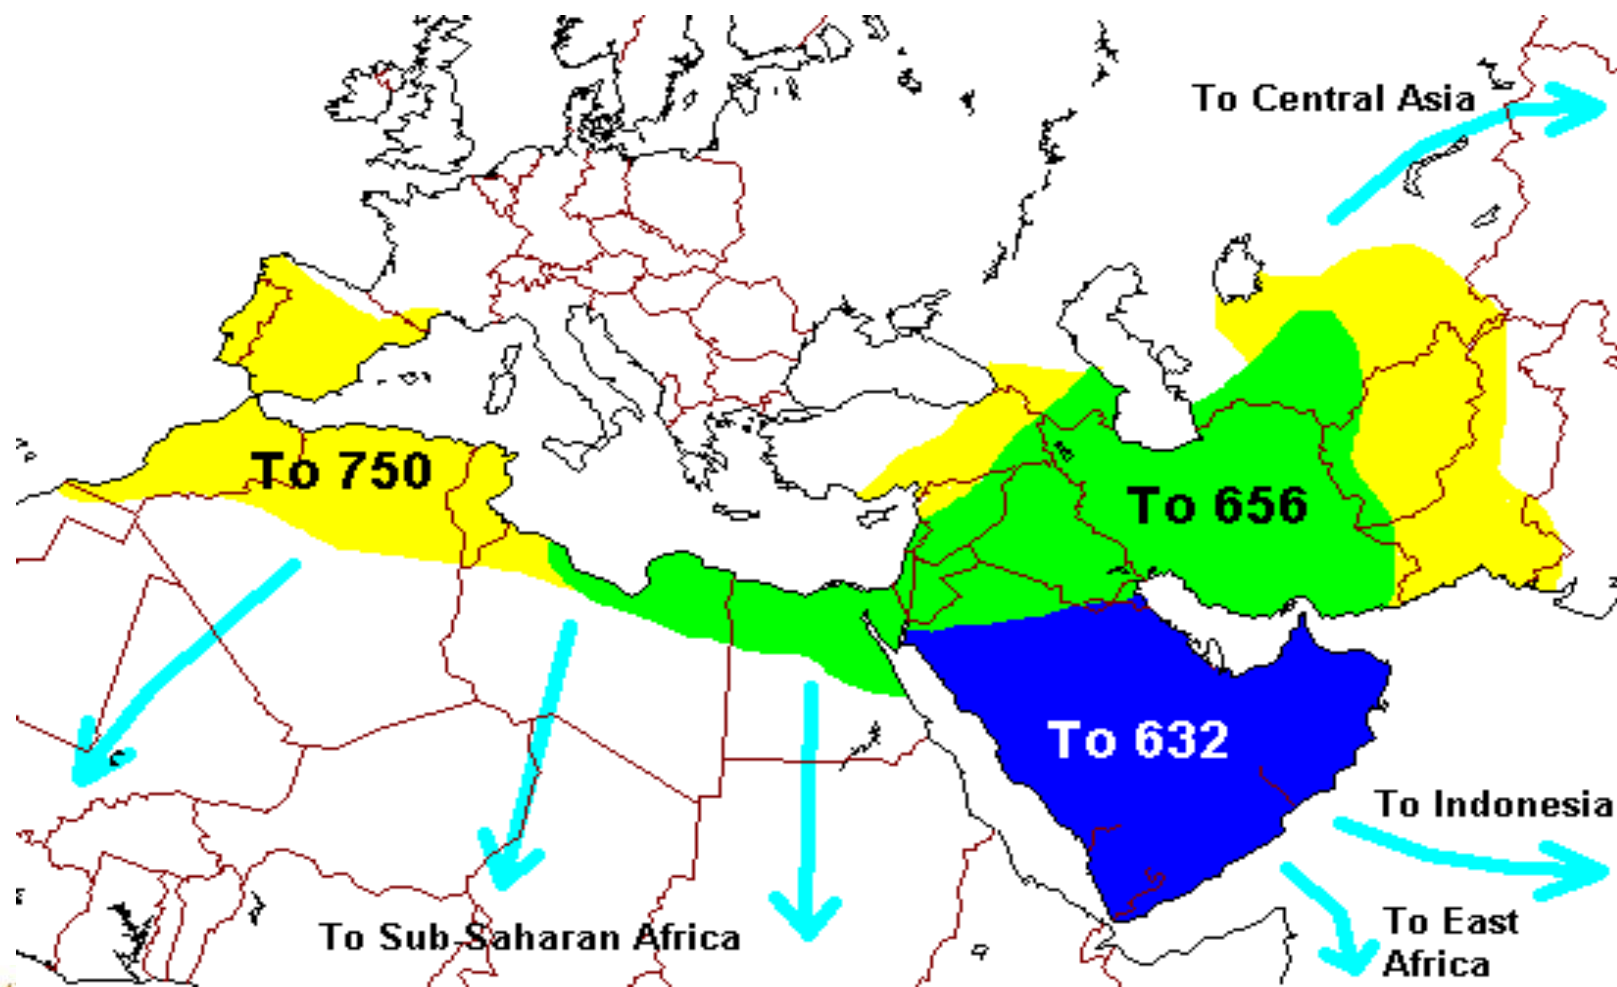 To Central Asia
To 750
To 656
To 632
To Indonesia
To Sub-Saharan Africa
To East
Africa